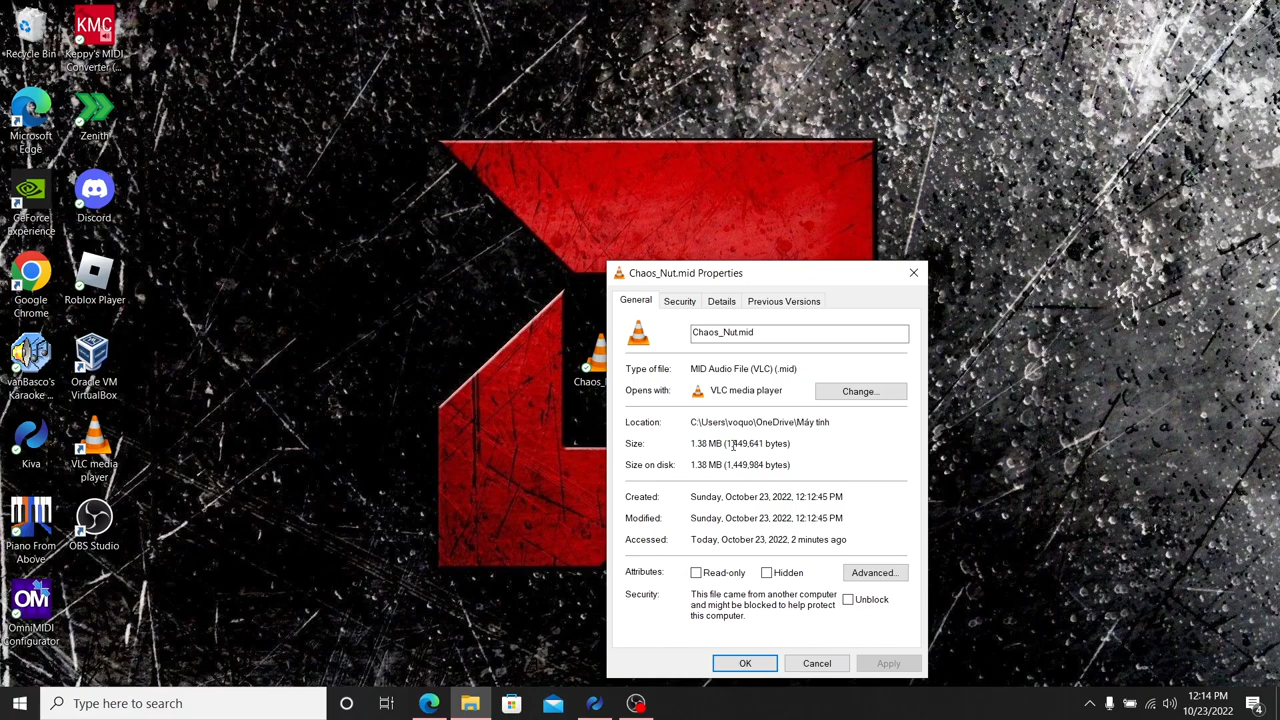 Recycle Bin
KMC
Keppy's MIDI
Converter (...
Microsoft
Edge
Zenith
GeForce
Experience
Discord
Google
Chrome
Roblox Player
vanBasco's
Karaoke ...
Oracle VM
VirtualBox
Kiva
VLC media
player
Piano From
Above
OBS Studio
OM
OmniMIDI
Configurator
Chaos_
Chaos_Nut.mid Properties
General
Security
Details
Previous Versions
Chaos_Nut.mid
Type of file: MID Audio File (VLC) (.mid)
Opens with: VLC media player
Change...
Location: C:\Users\voquo\OneDrive\Máy tính
Size: 1.38 MB (1,449,641 bytes)
Size on disk: 1.38 MB (1,449,984 bytes)
Created: Sunday, October 23, 2022, 12:12:45 PM
Modified: Sunday, October 23, 2022, 12:12:45 PM
Accessed: Today, October 23, 2022, 2 minutes ago
Attributes: Read-only Hidden Advanced...
Security: This file came from another computer
and might be blocked to help protect
this computer.
Unblock
OK
Cancel
Apply
Type here to search
12:14 PM
10/23/2022
4